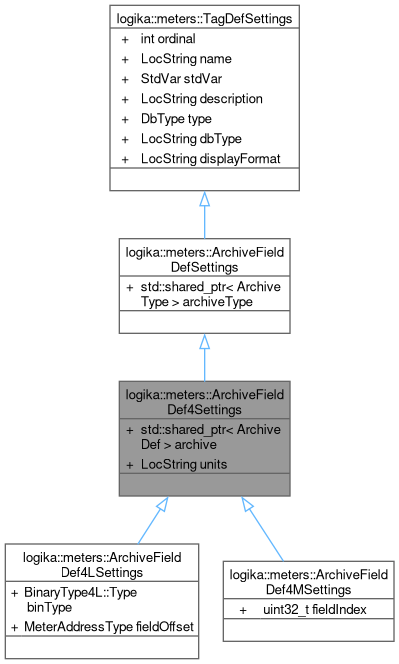 logika::meters::TagDefSettings
+ int ordinal
+ LocString name
+ StdVar stdVar
+ LocString description
+ DbType type
+ LocString dbType
+ LocString displayFormat
logika::meters::ArchiveField
DefSettings
+ std::shared_ptr< Archive
Type > archiveType
logika::meters::ArchiveField
Def4Settings
+ std::shared_ptr< Archive
Def > archive
+ LocString units
logika::meters::ArchiveField
Def4LSettings
+ BinaryType4L::Type
binType
+ MeterAddressType fieldOffset
logika::meters::ArchiveField
Def4MSettings
+ uint32_t fieldIndex